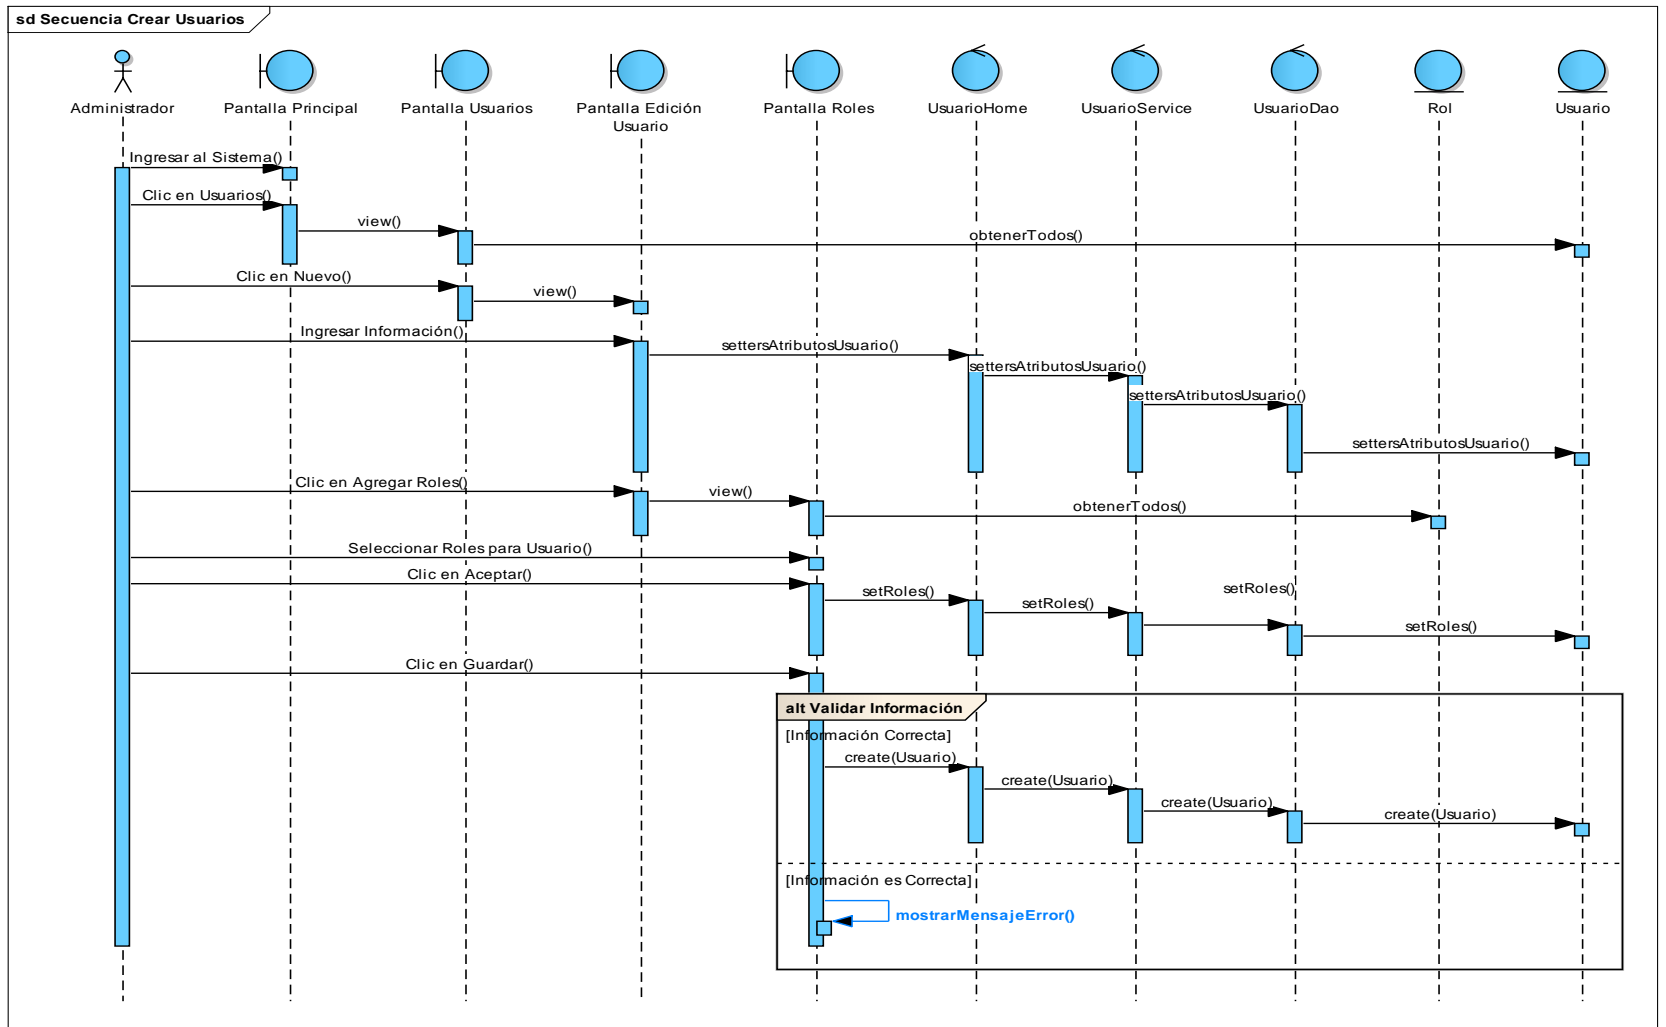 sd Secuencia Crear Usuarios
Administrador
Pantalla Principal
Pantalla Usuarios
Pantalla Edición
Usuario
Pantalla Roles
UsuarioHome
UsuarioService
UsuarioDao
Rol
Usuario
Ingresar al Sistema()
Clic en Usuarios()
view()
obtenerTodos()
Clic en Nuevo()
view()
Ingresar Información()
settersAtributosUsuario()
settersAtributosUsuario()
settersAtributosUsuario()
settersAtributosUsuario()
Clic en Agregar Roles()
view()
obtenerTodos()
Seleccionar Roles para Usuario()
Clic en Aceptar()
setRoles()
setRoles()
setRoles()
setRoles()
Clic en Guardar()
alt Validar Información
[Información Correcta]
create(Usuario)
create(Usuario)
create(Usuario)
create(Usuario)
[Información es Correcta]
mostrarMensajeError()